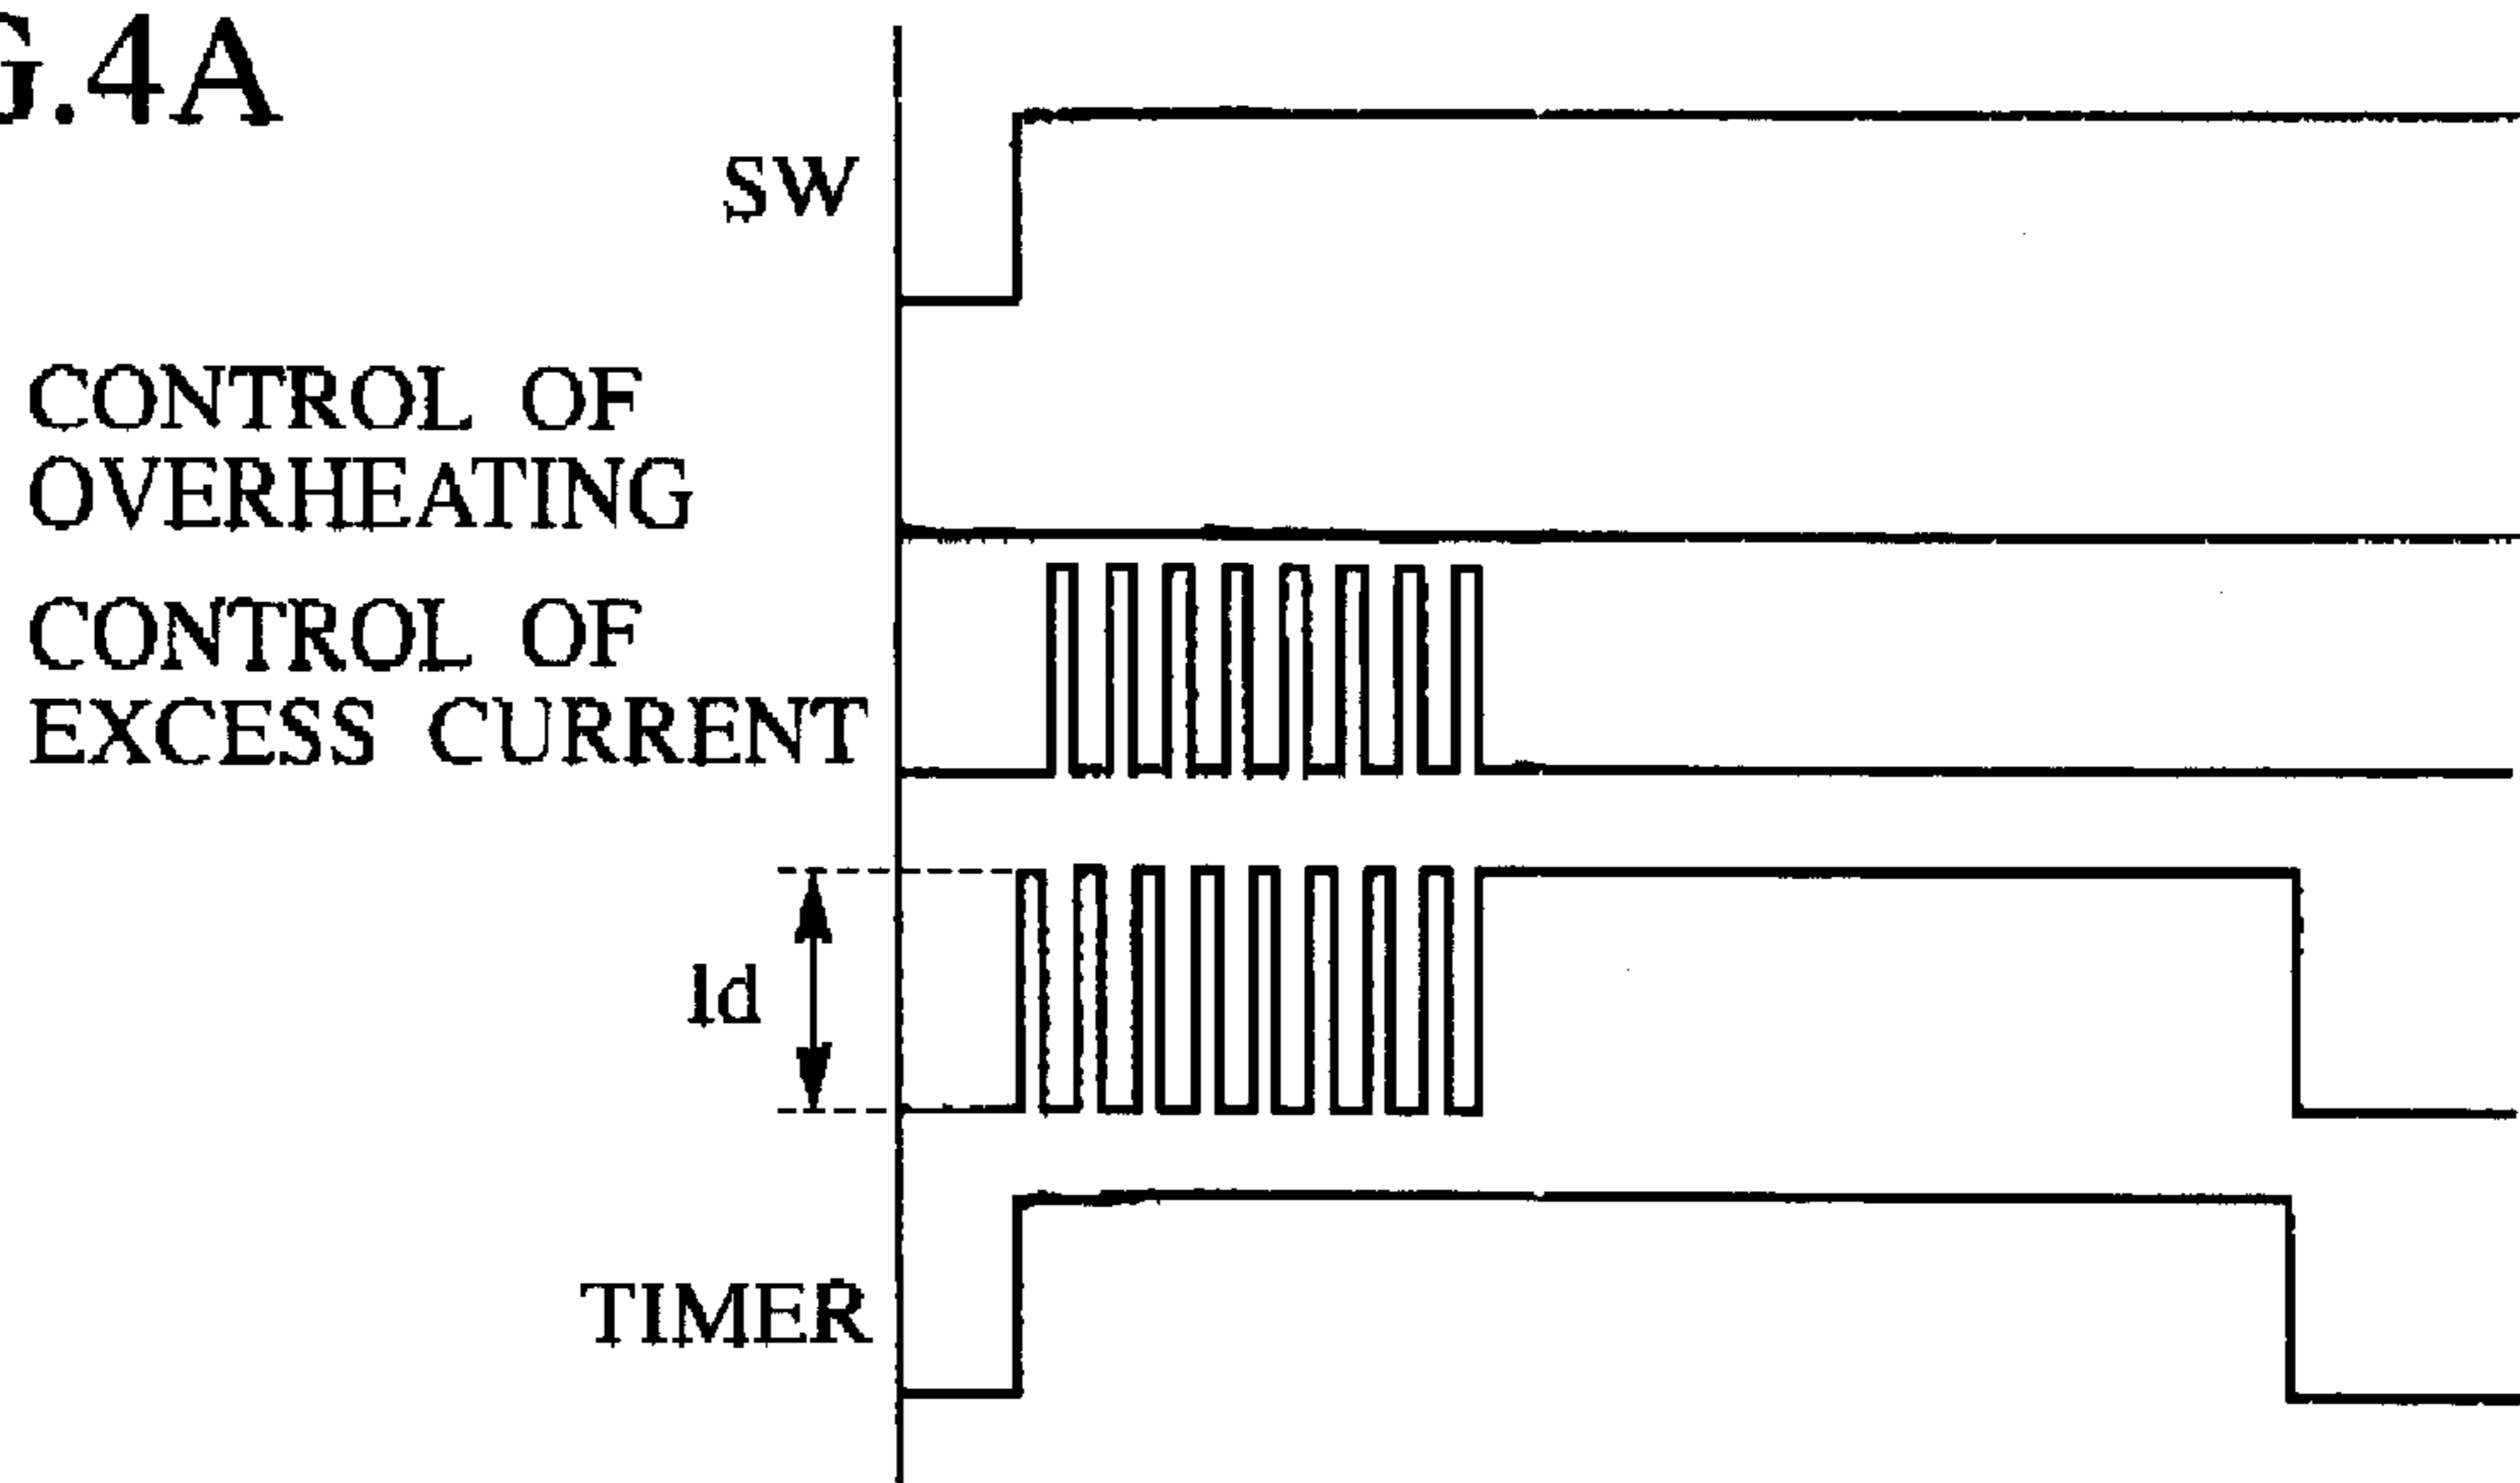 G.4A
SW
CONTROL OF
OVERHEATING
CONTROL OF
EXCESS CURRENT
Id
TIMER